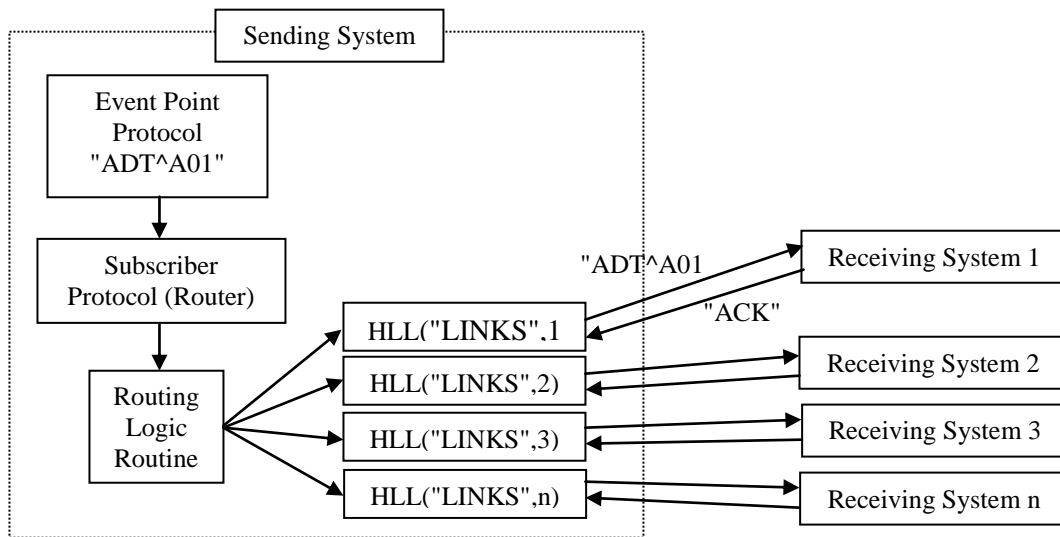 Sending System
Event Point
Protocol
"ADT^A01"
Subscriber
Protocol (Router)
Routing
Logic
Routine
HLL("LINKS",1
HLL("LINKS",2)
HLL("LINKS",3)
HLL("LINKS",n)
"ADT^A01
"ACK"
Receiving System 1
Receiving System 2
Receiving System 3
Receiving System n